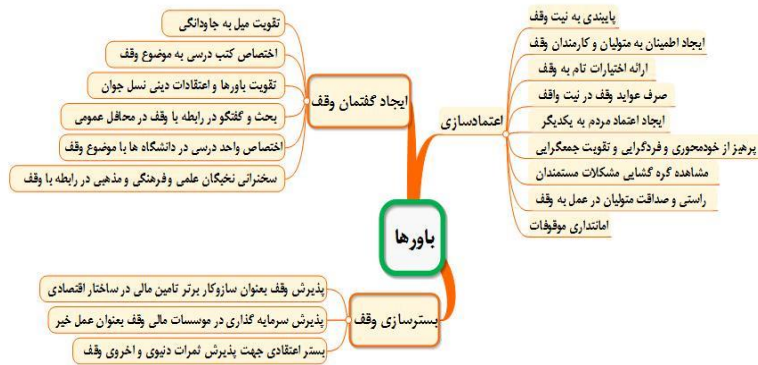 باورها
اعتمادسازی
پایبندی به نیت وقف
ایجاد اطمینان به متولیان و کارمندان وقف
ارائه اختیارات تام به وقف
صرف عواید وقف در نیت واقف
ایجاد اعتماد مردم به یکدیگر
پرهیز از خودمحوری و فردگرایی و تقویت جمعگرایی
مشاهده گره گشایی مشکلات مستمندان
راستی و صداقت متولیان در عمل به وقف
امانتداری موقوفات
ایجاد گفتمان وقف
تقویت میل به جاودانگی
اختصاص کتب درسی به موضوع وقف
تقویت باورها و اعتقادات دینی نسل جوان
بحث و گفتگو در رابطه با وقف در محافل عمومی
اختصاص واحد درسی در دانشگاه ها با موضوع وقف
سخنرانی نخبگان علمی و فرهنگی و مذهبی در رابطه با وقف
بسترسازی وقف
پذیرش وقف بعنوان سازوکار برتر تامین مالی در ساختار اقتصادی
پذیرش سرمایه گذاری در موسسات مالی وقف بعنوان عمل خیر
بستر اعتقادی جهت پذیرش ثمرات دنیوی و اخروی وقف